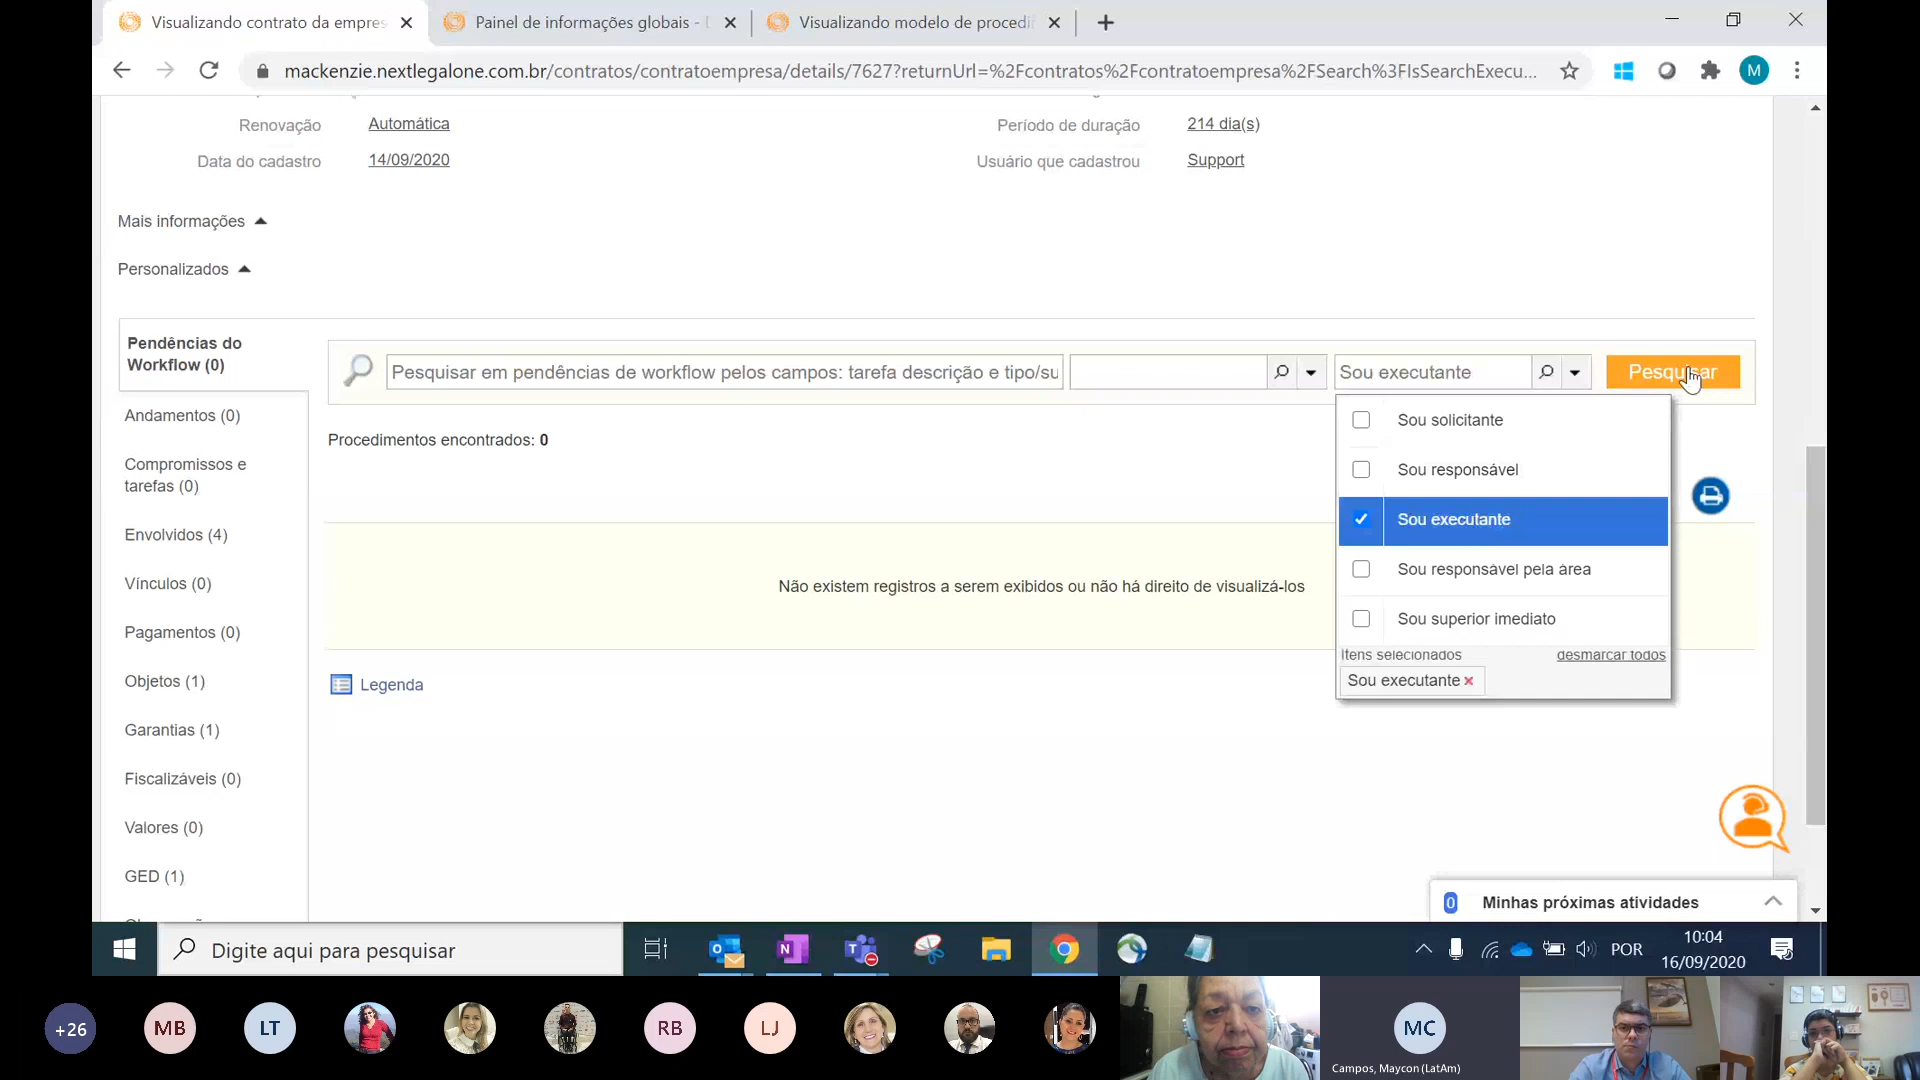 Visualizando contrato da empres
Painel de informações globais -
Visualizando modelo de procedi
mackenzie.nextlegalone.com.br/contratos/contratoempresa/details/7627?returnUrl=%2Fcontratos%2Fcontratoempresa%2FSearch%3FIsSearchExecu...
M
Renovação
Automática
Período de duração
214 dia(s)
Data do cadastro
14/09/2020
Usuário que cadastrou
Support
Mais informações
Personalizados
Pendências do
Workflow (0)
Andamentos (0)
Compromissos e
tarefas (0)
Envolvidos (4)
Vínculos (0)
Pagamentos (0)
Objetos (1)
Garantias (1)
Fiscalizáveis (0)
Valores (0)
GED (1)
Pesquisar em pendências de workflow pelos campos: tarefa descrição e tipo/su
Sou executante
Pesquisar
Procedimentos encontrados: 0
Sou solicitante
Sou responsável
Sou executante
Sou responsável pela área
Sou superior imediato
Itens selecionados
desmarcar todos
Sou executante
Não existem registros a serem exibidos ou não há direito de visualizá-los
Legenda
0 Minhas próximas atividades
Digite aqui para pesquisar
POR
10:04
16/09/2020
+26
MB
LT
RB
LJ
MC
Campos, Maycon (LatAm)